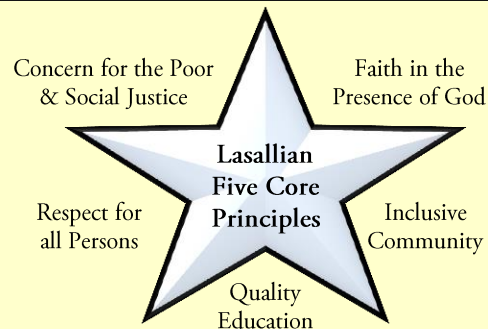 Concern for the Poor
& Social Justice
Faith in the
Presence of God
Lasallian
Five Core
Principles
Respect for
all Persons
Inclusive
Community
Quality
Education